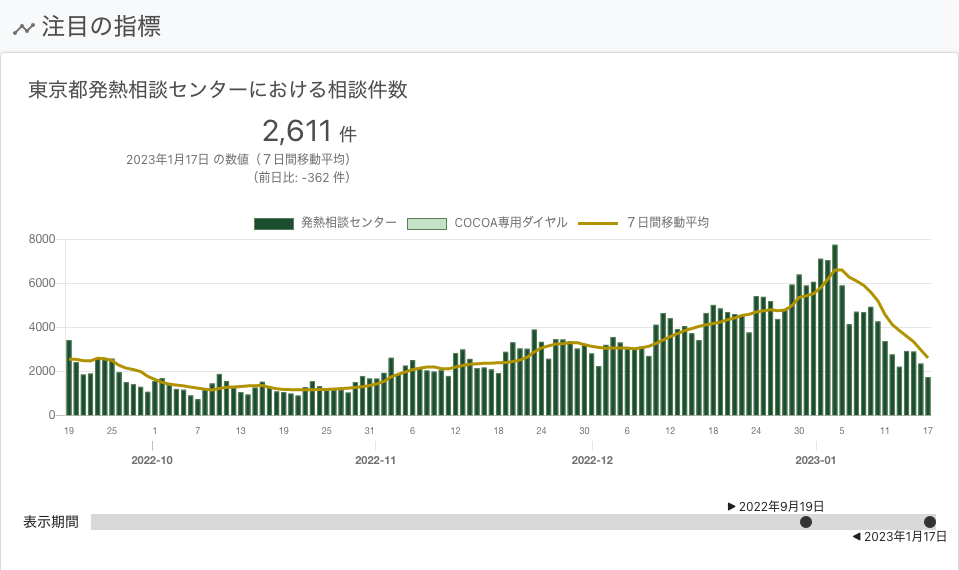 注目の指標
東京都発熱相談センターにおける相談件数
2,611 件
2023年1月17日 の数値（７日間移動平均）
（前日比: -362 件）
発熱相談センター COCOA専用ダイヤル ７日間移動平均
8000
6000
4000
2000
0
19 25 1 7 13 19 25 31 6 12 18 24 30 6 12 18 24 30 5 11 17
2022-10 2022-11 2022-12 2023-01
▶ 2022年9月19日
表示期間
◀ 2023年1月17日